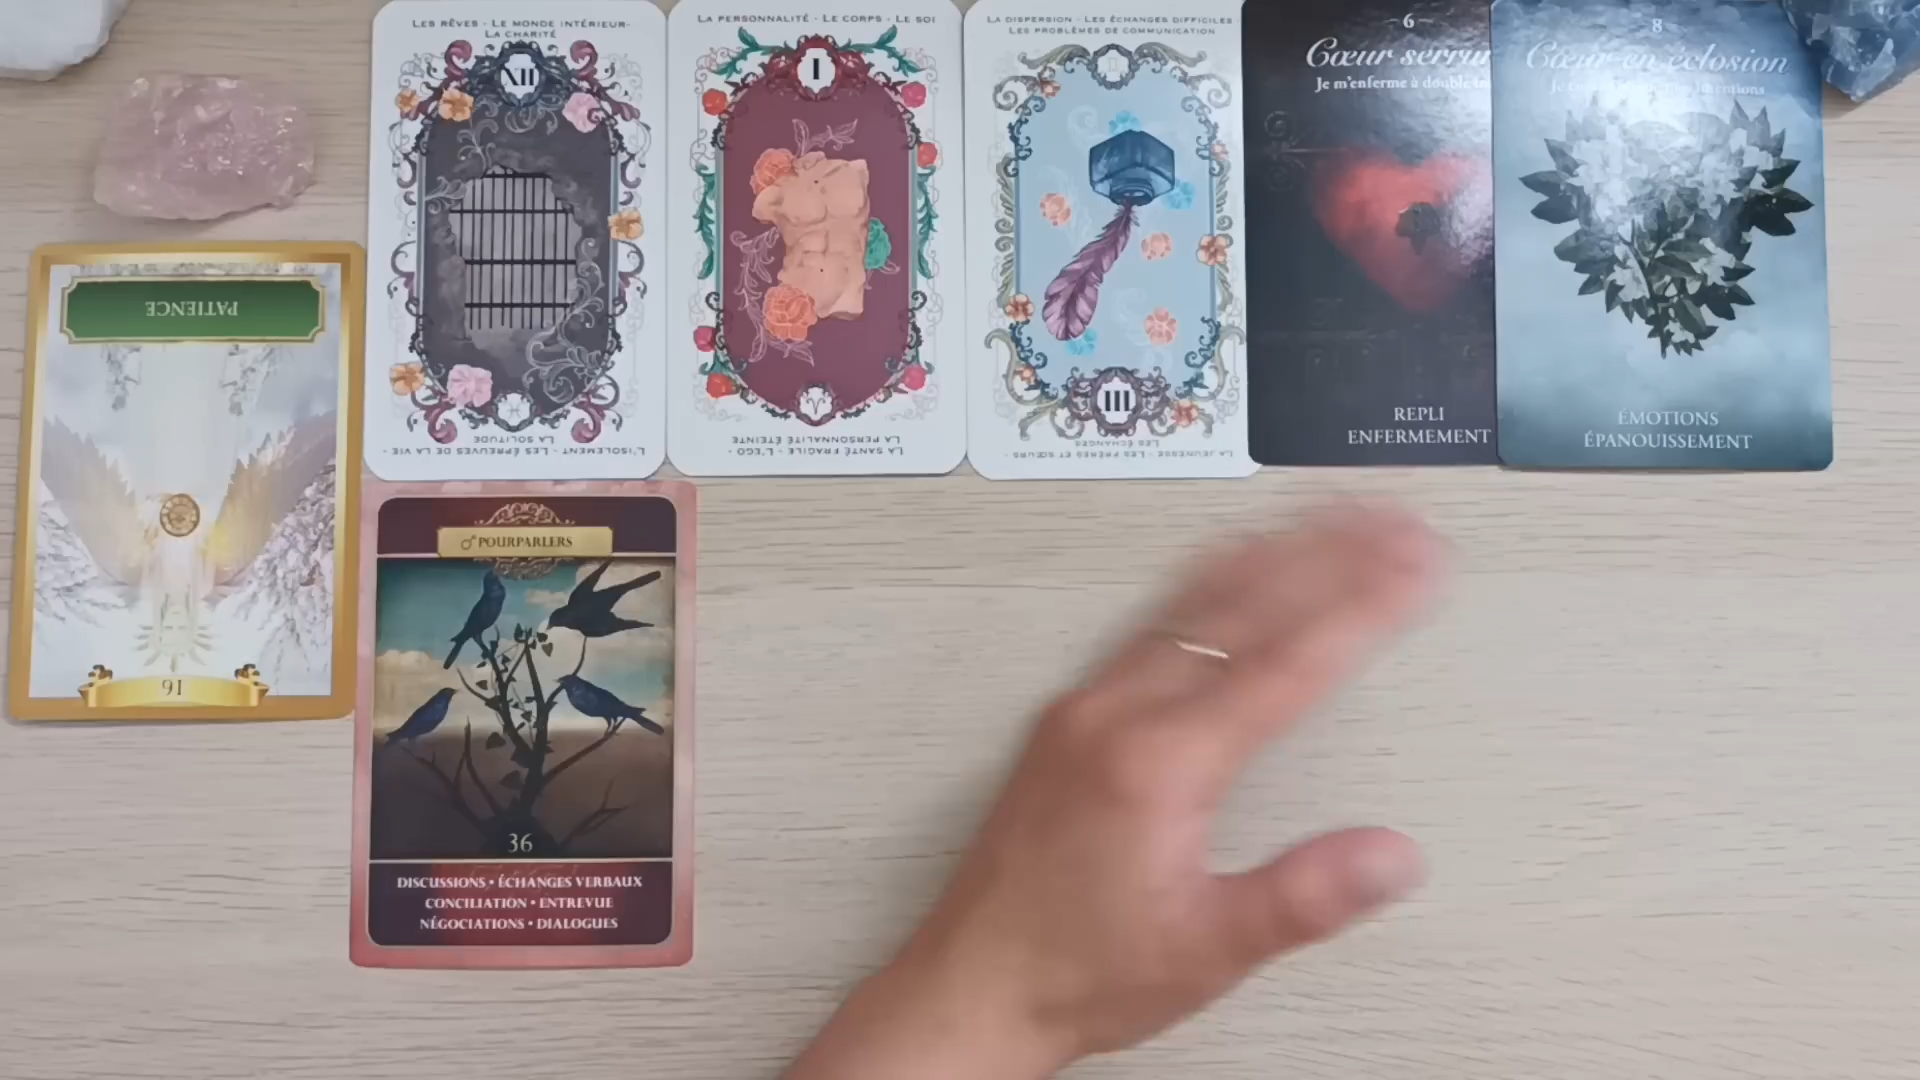 LES RÊVES - LE MONDE INTÉRIEUR-
LA CHARITÉ
XII
L'ISOLEMENT - LES ÉPREUVES DE LA VIE -
LA SOLITUDE
LA PERSONNALITÉ - LE CORPS - LE SOI
I
LA SANTÉ FRAGILE - L'EGO -
LA PERSONNALITÉ ÉTEINTE
LA DISPERSION - LES ÉCHANGES DIFFICILES -
LES PROBLÈMES DE COMMUNICATION
III
LA JEUNESSE - LES FRÈRES ET SŒURS -
LES ÉCHANGES
6
Cœur serrur
Je m'enferme à double
REPLI
ENFERMEMENT
8
Cœur en éclosion
intentions
ÉMOTIONS
ÉPANOUISSEMENT
PATIENCE
16
POURPARLERS
36
DISCUSSIONS • ÉCHANGES VERBAUX
CONCILIATION • ENTREVUE
NÉGOCIATIONS • DIALOGUES